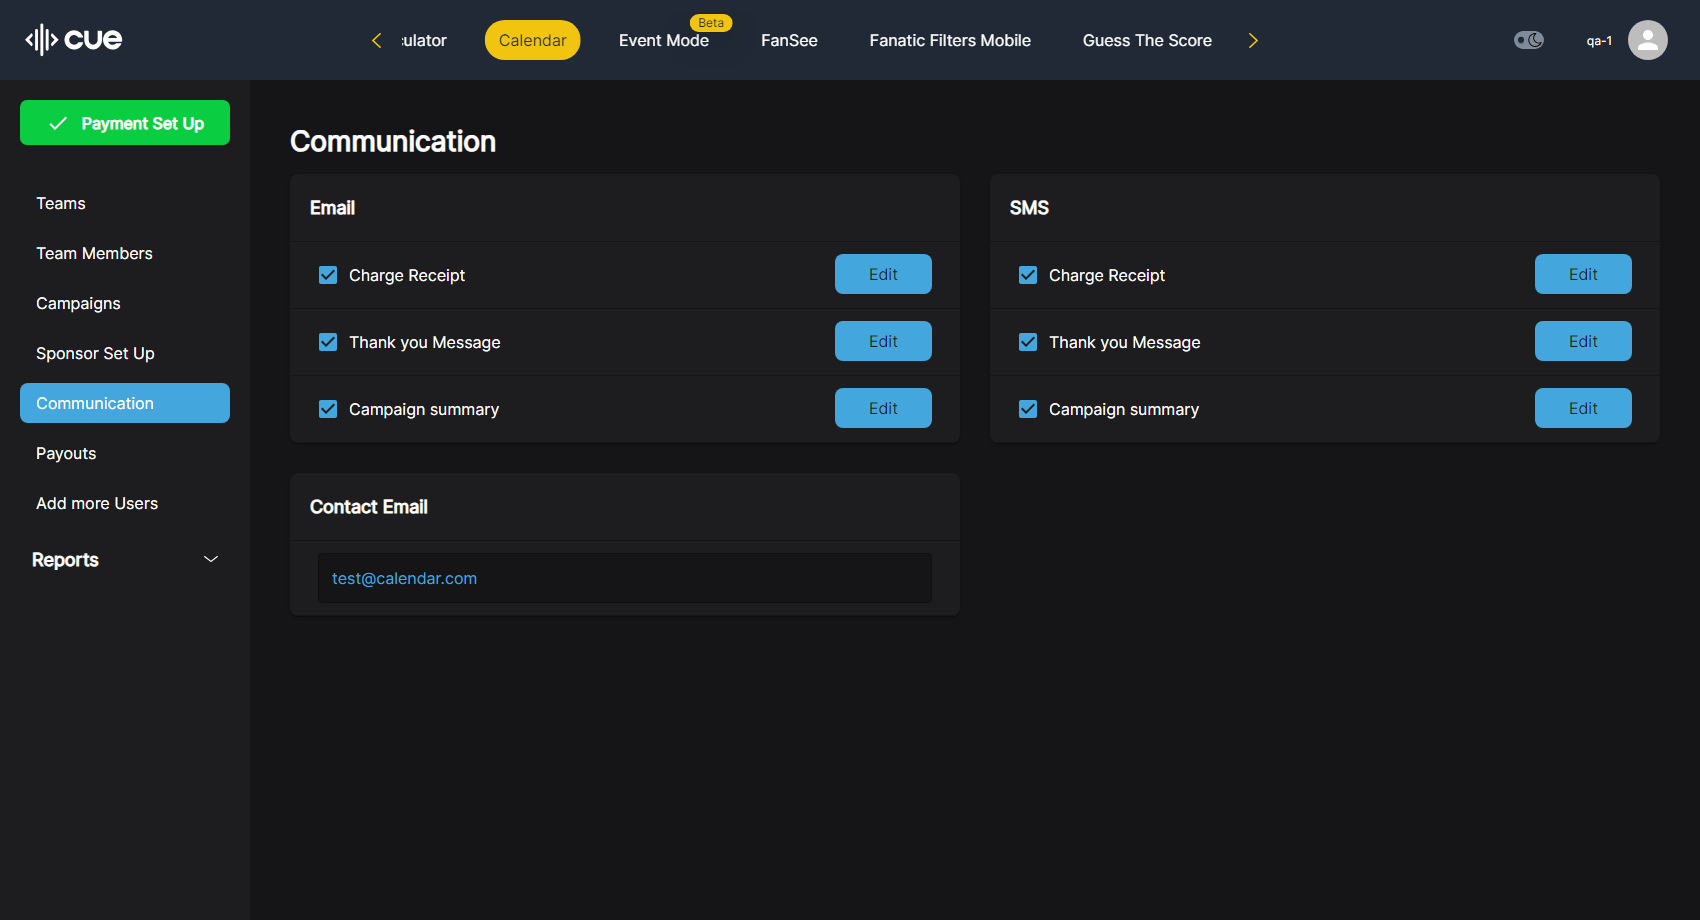 cue
ulator
Calendar
Beta
Event Mode
FanSee
Fanatic Filters Mobile
Guess The Score
qa-1
Payment Set Up
Teams
Team Members
Campaigns
Sponsor Set Up
Communication
Payouts
Add more Users
Reports
Communication
Email
Charge Receipt
Edit
Thank you Message
Edit
Campaign summary
Edit
SMS
Charge Receipt
Edit
Thank you Message
Edit
Campaign summary
Edit
Contact Email
test@calendar.com